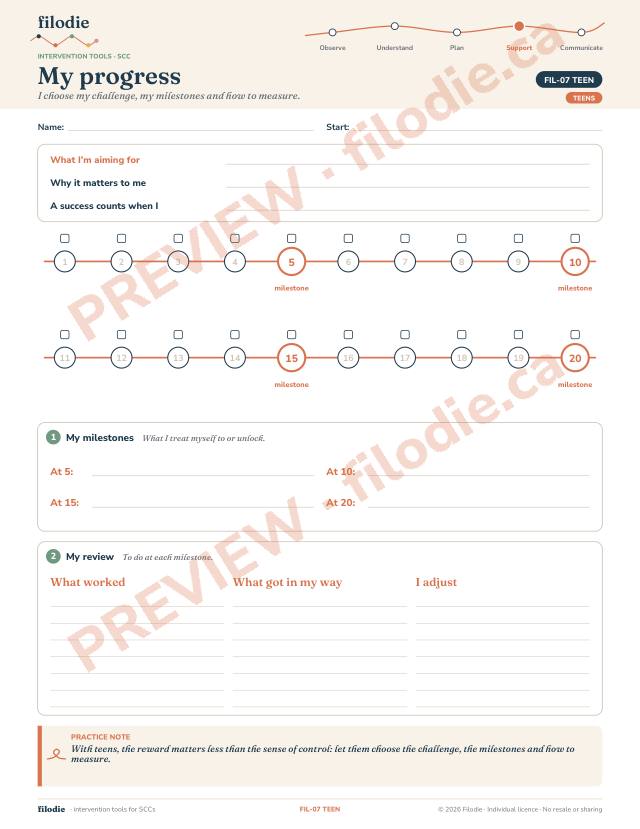 filodie
INTERVENTION TOOLS · SCC
Observe Understand Plan Support Communicate
My progress
I choose my challenge, my milestones and how to measure.
FIL-07 TEEN
TEENS
Name: Start:
What I'm aiming for
Why it matters to me
A success counts when I
1 2 3 4 5 6 7 8 9 10
milestone milestone
11 12 13 14 15 16 17 18 19 20
milestone milestone
1 My milestones What I treat myself to or unlock.
At 5: At 10:
At 15: At 20:
2 My review To do at each milestone.
What worked What got in my way I adjust
PRACTICE NOTE
With teens, the reward matters less than the sense of control: let them choose the challenge, the milestones and how to
measure.
filodie · intervention tools for SCCs FIL-07 TEEN © 2026 Filodie · Individual licence · No resale or sharing
PREVIEW · filodie.ca
PREVIEW · filodie.ca